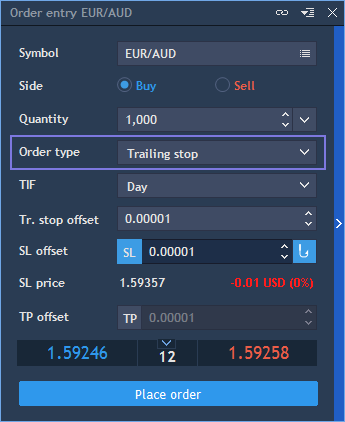 Order entry EUR/AUD
Symbol EUR/AUD
Side Buy Sell
Quantity 1,000
Order type Trailing stop
TIF Day
Tr. stop offset 0.00001
SL offset SL 0.00001
SL price 1.59357 -0.01 USD (0%)
TP offset TP 0.00001
1.59246 12 1.59258
Place order